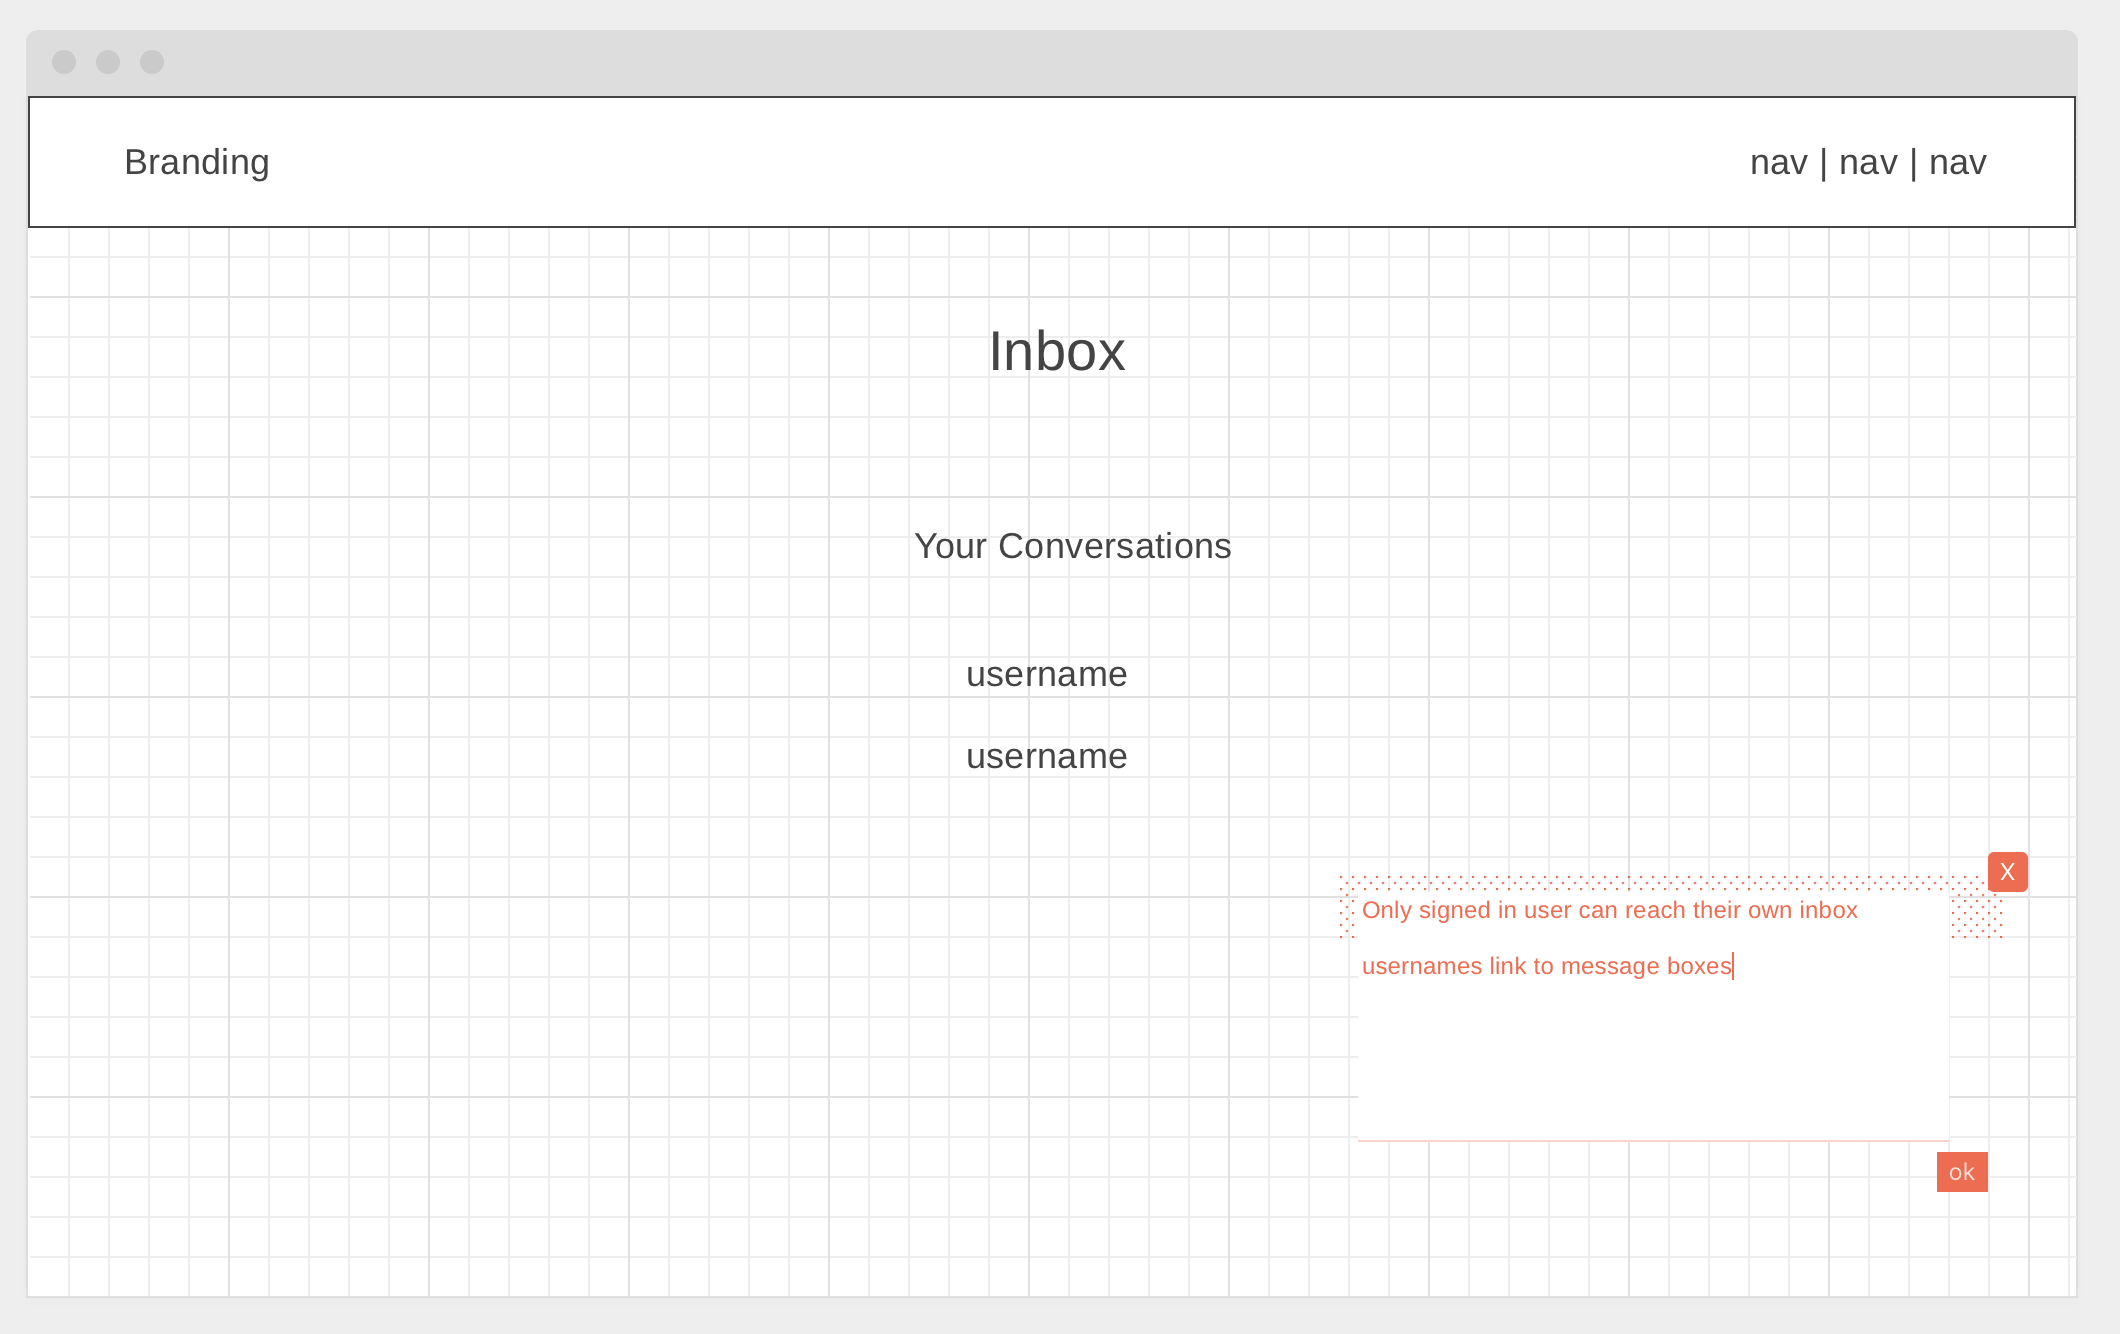 Branding
nav | nav | nav
Inbox
Your Conversations
username
username
X
Only signed in user can reach their own inbox
usernames link to message boxes
ok